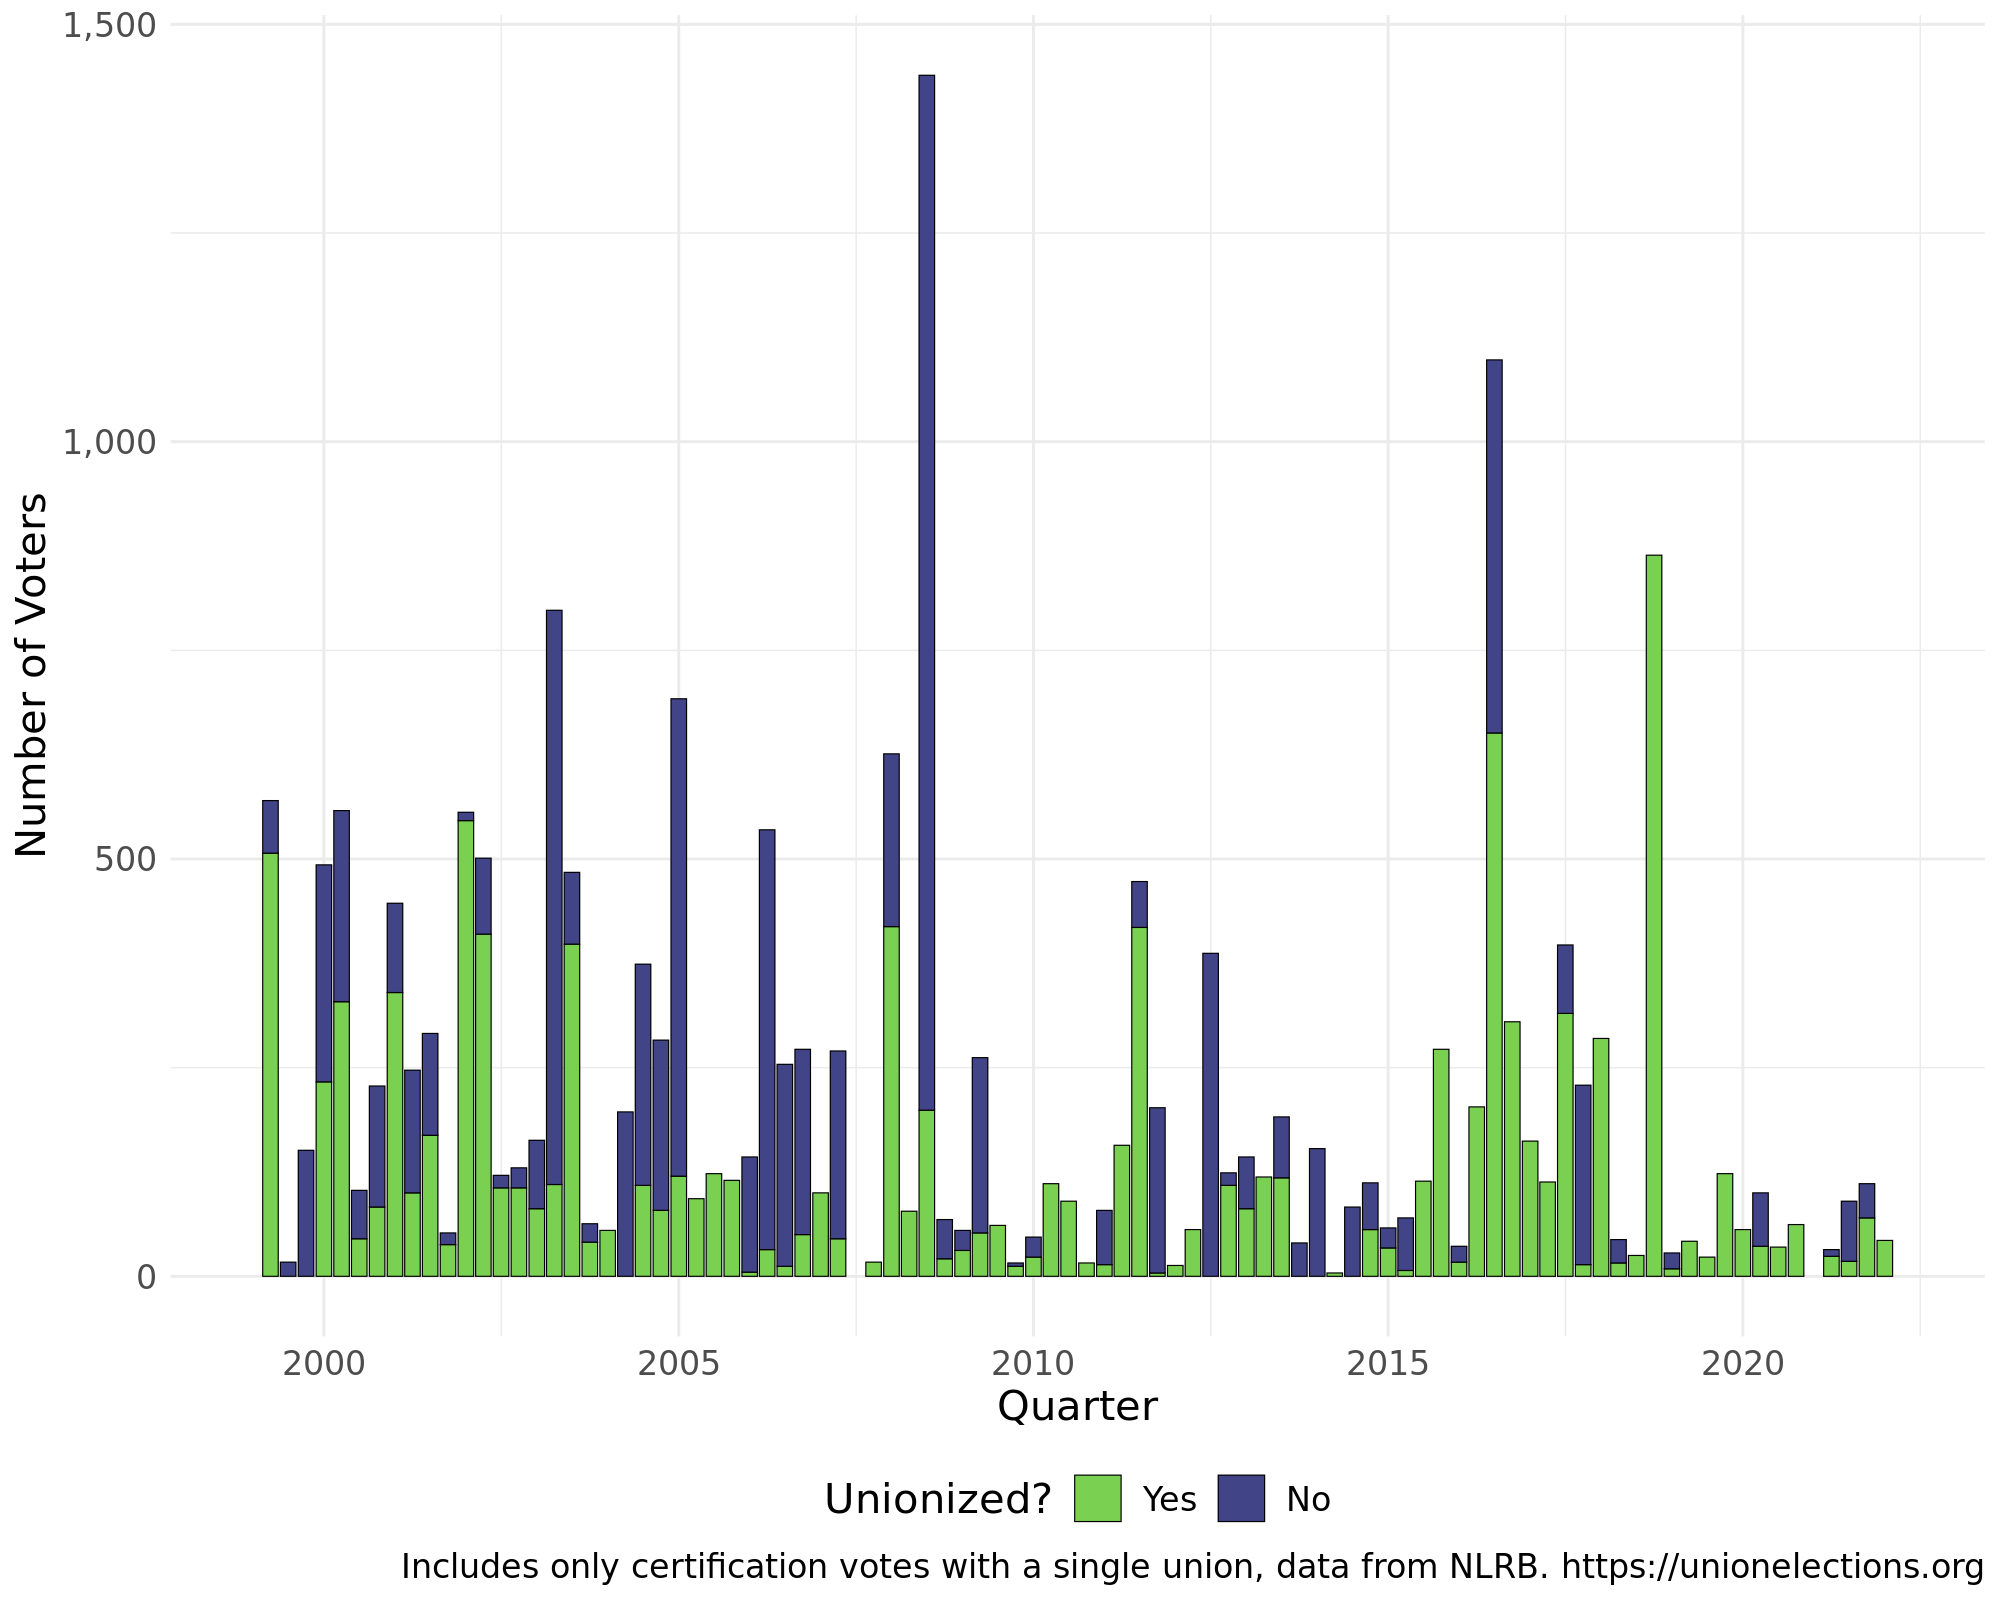 1,500
1,000
500
0
Number of Voters
2000 2005 2010 2015 2020
Quarter
Unionized? Yes No
Includes only certification votes with a single union, data from NLRB. https://unionelections.org